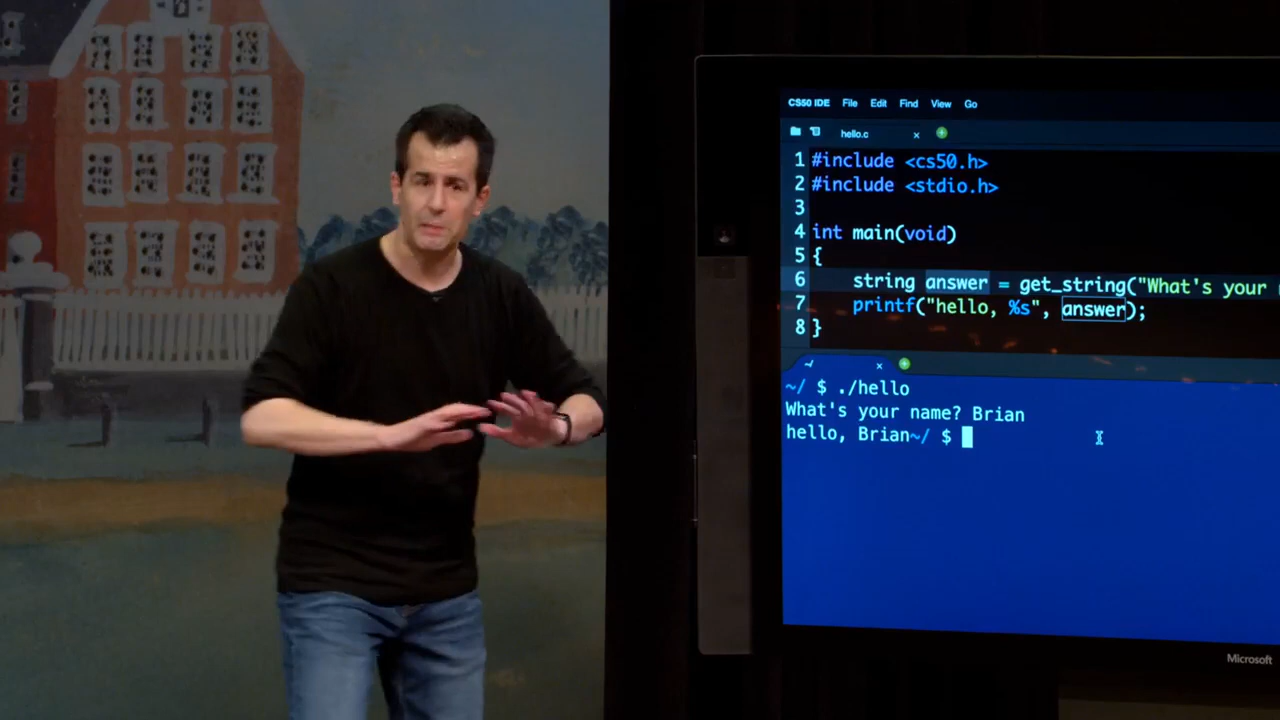 CS50 IDE File Edit Find View Go
hello.c
1 #include <cs50.h>
2 #include <stdio.h>
3
4 int main(void)
5 {
6 string answer = get_string("What's your
7 printf("hello, %s", answer);
8 }
~/ $ ./hello
What's your name? Brian
hello, Brian~/ $
Microsoft